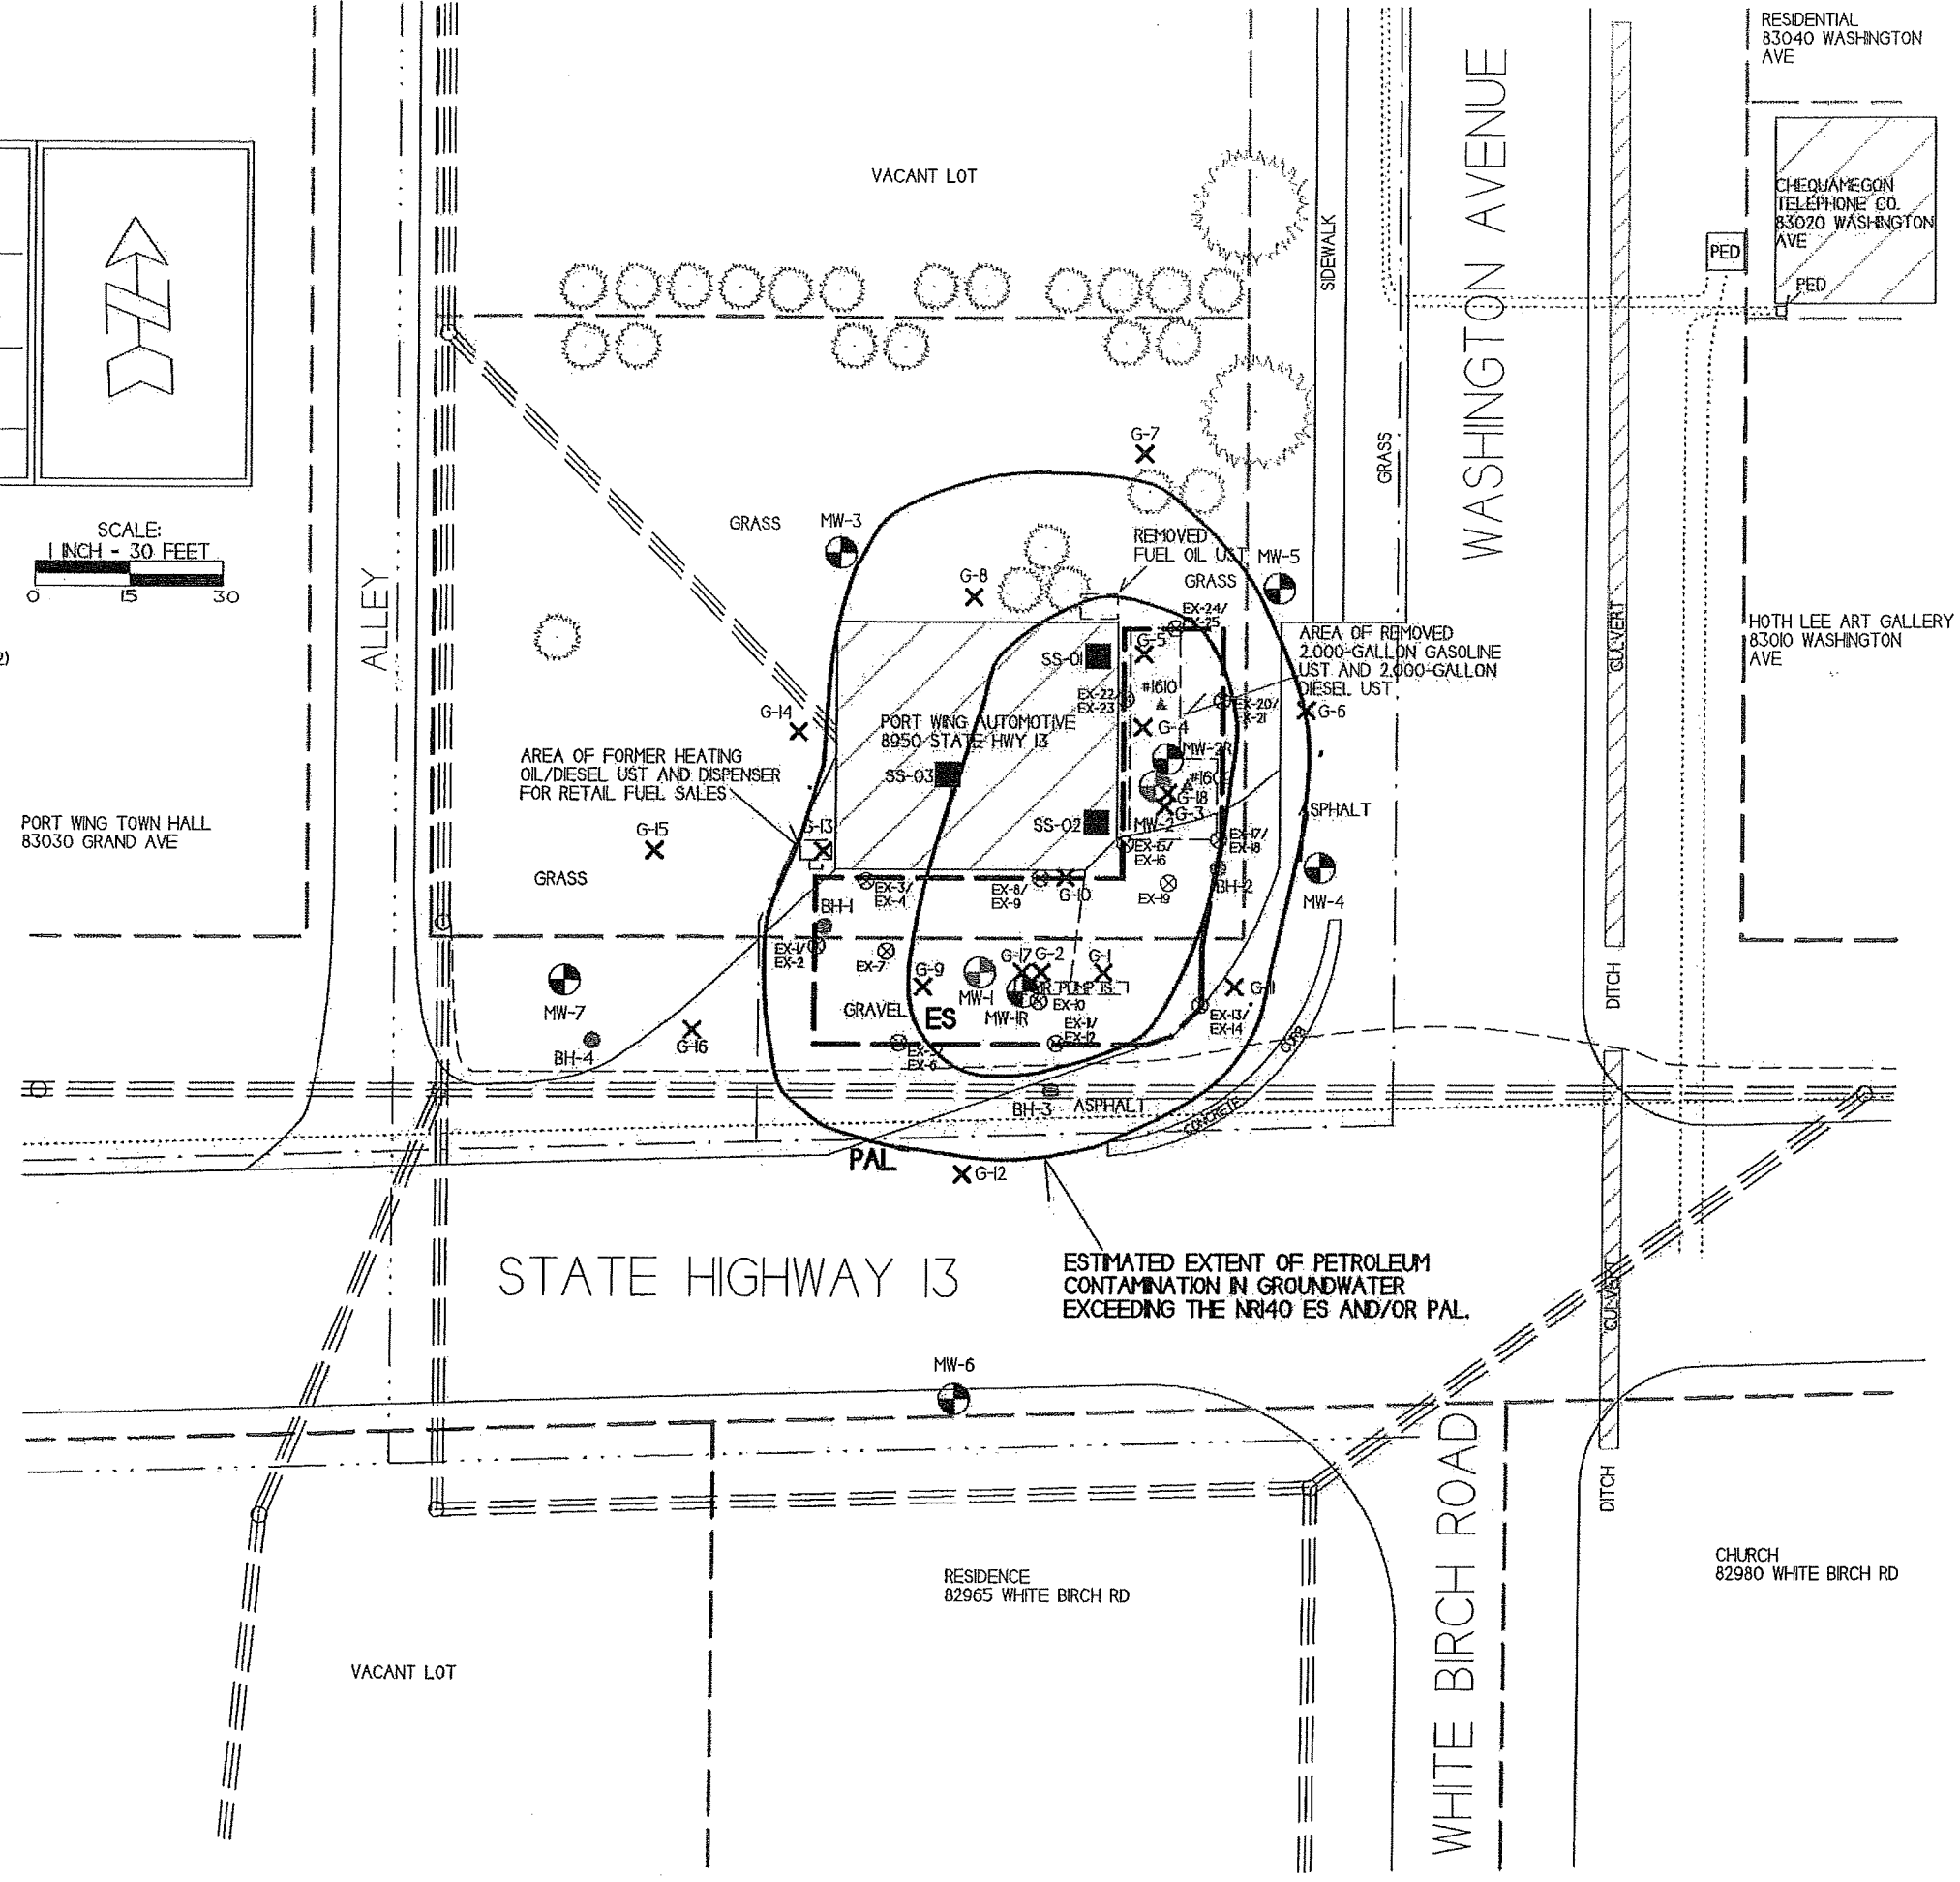 RESIDENTIAL
83040 WASHINGTON
AVE
VACANT LOT
SIDEWALK
WASHINGTON AVENUE
CHEQUAMEGON
TELEPHONE CO.
83020 WASHINGTON
AVE
PED
PED
GRASS
G-7
SCALE:
1 INCH = 30 FEET
0 15 30
GRASS
MW-3
REMOVED
FUEL OIL UST
MW-5
GRASS
G-8
ALLEY
EX-24/
EX-25
CULVERT
HOTH LEE ART GALLERY
83010 WASHINGTON
AVE
AREA OF REMOVED
2,000-GALLON GASOLINE
UST AND 2,000-GALLON
DIESEL UST
G-5
SS-01
2)
EX-22/
EX-23
#1610
EX-20/
EX-21
G-6
G-14
PORT WING AUTOMOTIVE
8950 STATE HWY 13
G-4
MW-2R
AREA OF FORMER HEATING
OIL/DIESEL UST AND DISPENSER
FOR RETAIL FUEL SALES
SS-03
G-18
G-3
ASPHALT
PORT WING TOWN HALL
83030 GRAND AVE
G-15
G-13
SS-02
MW-2
EX-15/
EX-16
EX-17/
EX-18
GRASS
EX-3/
EX-4
EX-8/
EX-9
G-10
EX-19
BH-2
MW-4
BH-1
EX-1/
EX-2
EX-7
G-9
G-17
G-2
G-1
G-11
DITCH
MW-7
MW-1
MW-1R
EX-10
GRAVEL
ES
EX-13/
EX-14
G-16
BH-4
EX-6
EX-11/
EX-12
CURB
BH-3
ASPHALT
CONCRETE
PAL
G-12
STATE HIGHWAY 13
ESTIMATED EXTENT OF PETROLEUM
CONTAMINATION IN GROUNDWATER
EXCEEDING THE NR140 ES AND/OR PAL.
CULVERT
MW-6
DITCH
WHITE BIRCH ROAD
RESIDENCE
82965 WHITE BIRCH RD
CHURCH
82980 WHITE BIRCH RD
VACANT LOT